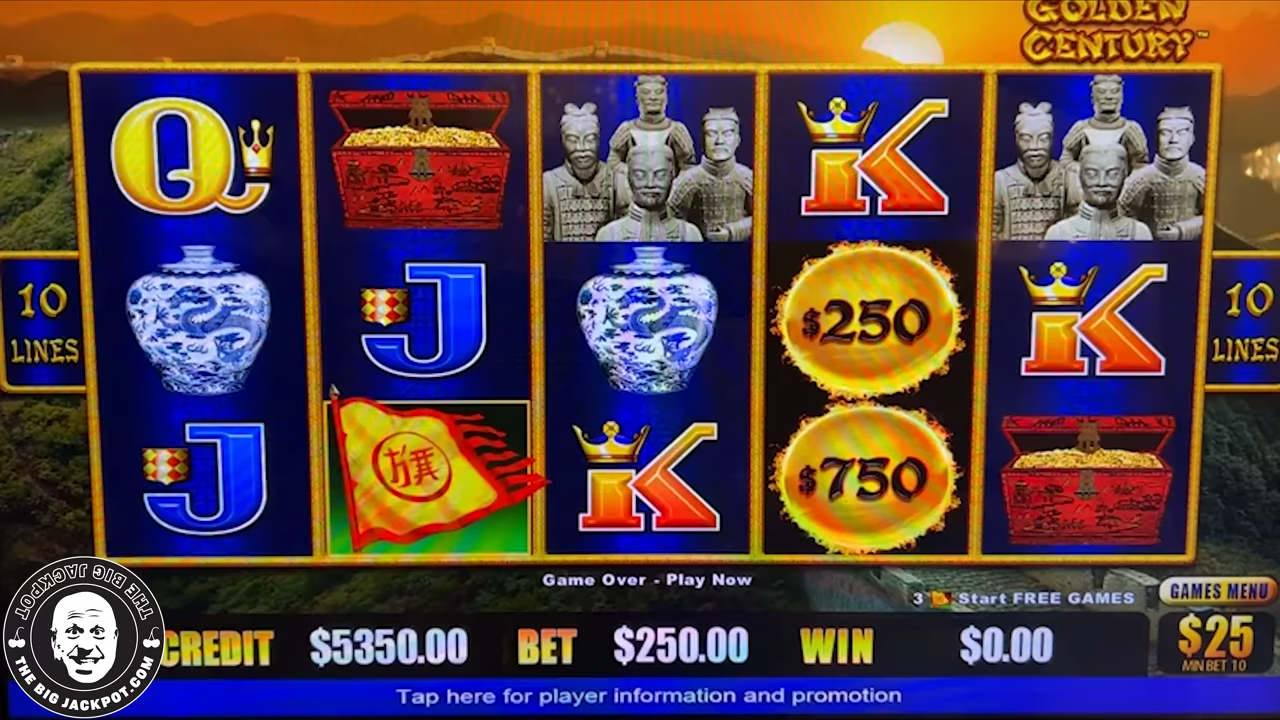 GOLDEN
CENTURY™
Q
K
10
LINES
J
$250
K
10
LINES
J
旗
K
$750
Game Over - Play Now
3 Start FREE GAMES
GAMES MENU
CREDIT $5350.00 BET $250.00 WIN $0.00
$25
MIN BET 10
Tap here for player information and promotion
THE BIG JACKPOT
THE BIG JACKPOT.COM